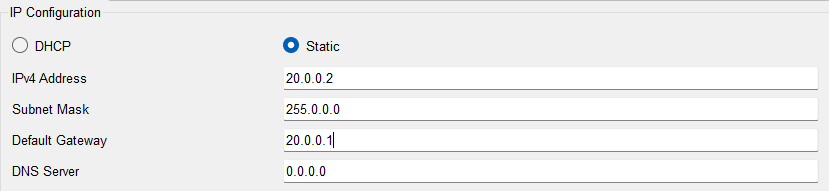 IP Configuration
DHCP Static
IPv4 Address 20.0.0.2
Subnet Mask 255.0.0.0
Default Gateway 20.0.0.1
DNS Server 0.0.0.0